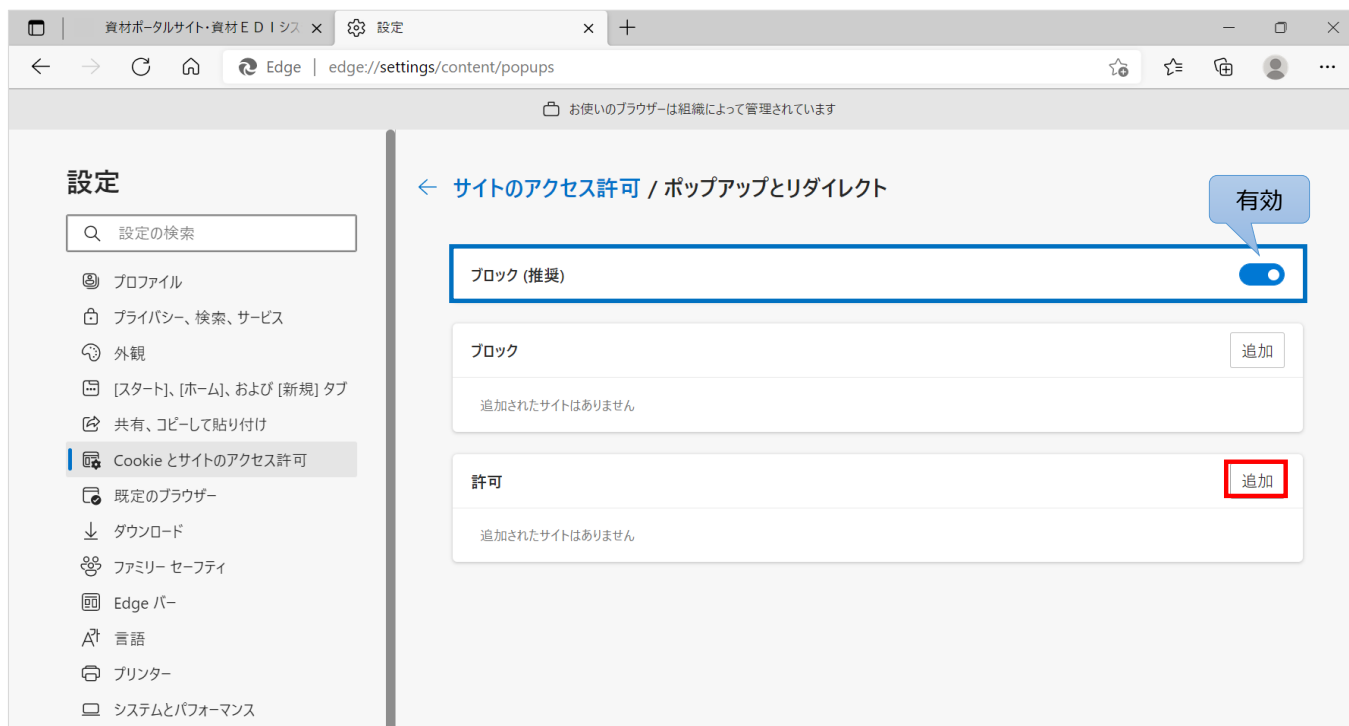 資材ポータルサイト・資材ＥＤＩシス
設定
Edge | edge://settings/content/popups
お使いのブラウザーは組織によって管理されています
設定
設定の検索
プロファイル
プライバシー、検索、サービス
外観
[スタート]、[ホーム]、および [新規] タブ
共有、コピーして貼り付け
Cookie とサイトのアクセス許可
既定のブラウザー
ダウンロード
ファミリー セーフティ
Edge バー
言語
プリンター
システムとパフォーマンス
サイトのアクセス許可 / ポップアップとリダイレクト
有効
ブロック (推奨)
ブロック
追加
追加されたサイトはありません
許可
追加
追加されたサイトはありません